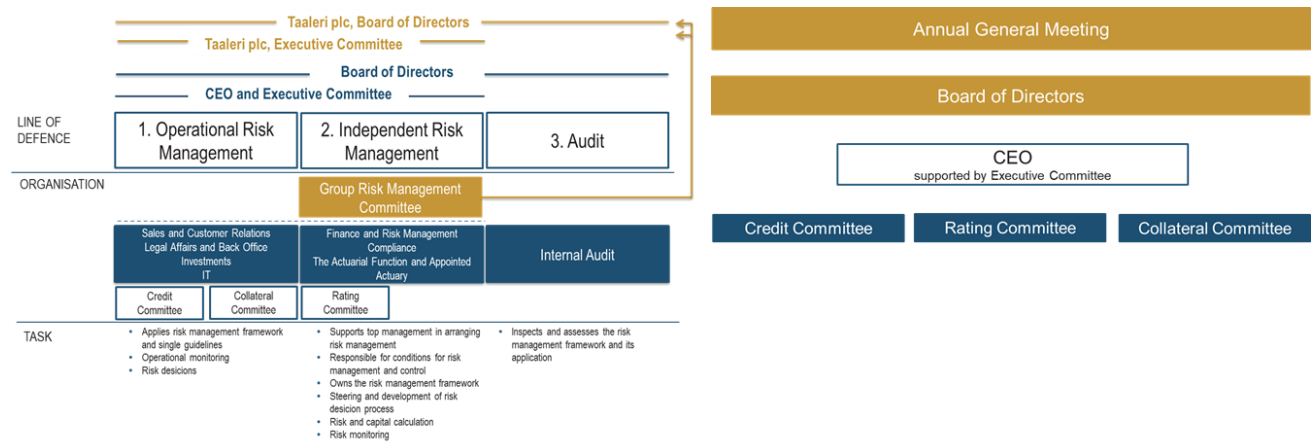 Taaleri plc, Board of Directors
Taaleri plc, Executive Committee
Board of Directors
CEO and Executive Committee
LINE OF
DEFENCE
1. Operational Risk
Management
2. Independent Risk
Management
3. Audit
ORGANISATION
Group Risk Management
Committee
Sales and Customer Relations
Legal Affairs and Back Office
Investments
IT
Finance and Risk Management
Compliance
The Actuarial Function and Appointed
Actuary
Internal Audit
Credit
Committee
Collateral
Committee
Rating
Committee
TASK
• Applies risk management framework
and single guidelines
• Operational monitoring
• Risk desicions
• Supports top management in arranging
risk management
• Responsible for conditions for risk
management and control
• Owns the risk management framework
• Steering and development of risk
desicion process
• Risk and capital calculation
• Risk monitoring
• Inspects and assesses the risk
management framework and its
application
Annual General Meeting
Board of Directors
CEO
supported by Executive Committee
Credit Committee
Rating Committee
Collateral Committee